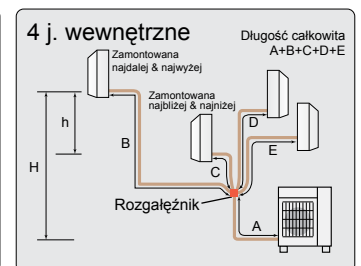 4 j. wewnętrzne
Długość całkowita
A+B+C+D+E
Zamontowana
najdalej & najwyżej
Zamontowana
najbliżej & najniżej
h
H
B
D
E
C
Rozgałęźnik
A